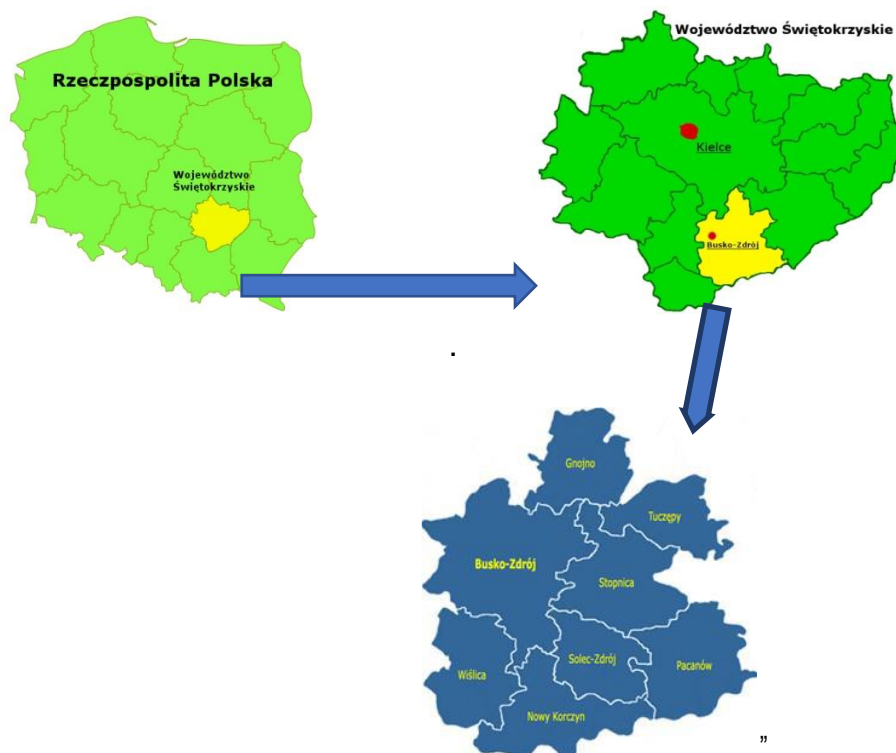 Rzeczpospolita Polska
Województwo
Świętokrzyskie
Województwo Świętokrzyskie
Kielce
Busko-Zdrój
.
Gnojno
Tuczępy
Busko-Zdrój
Stopnica
Solec-Zdrój
Wiślica
Pacanów
Nowy Korczyn
”